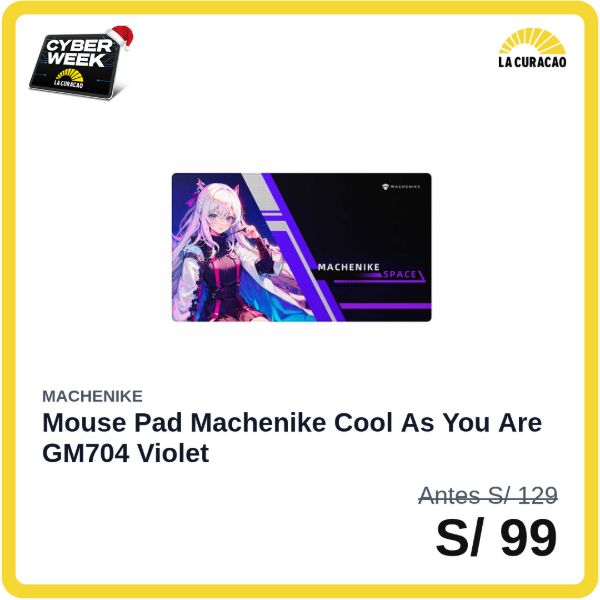 CYBER
WEEK
LA CURACAO
LA CURACAO
MACHENIKE
MACHENIKE
SPACE
MACHENIKE
Mouse Pad Machenike Cool As You Are
GM704 Violet
Antes S/ 129
S/ 99